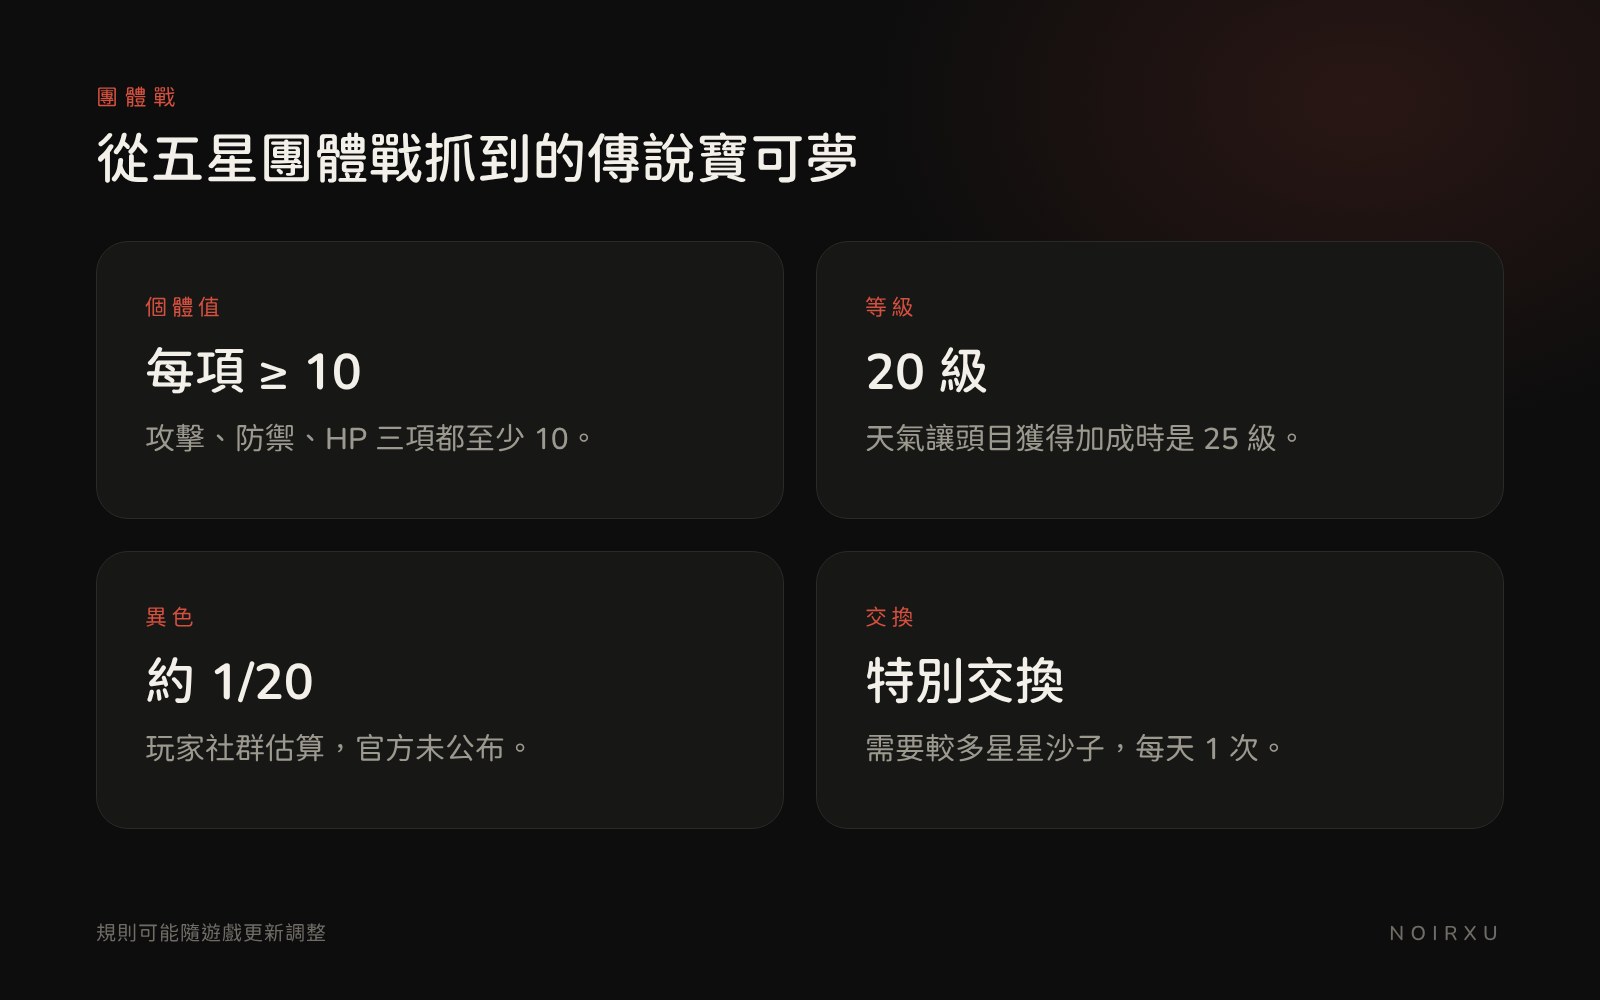 團體戰
從五星團體戰抓到的傳說寶可夢
個體值
每項 ≥ 10
攻擊、防禦、HP 三項都至少 10。
等級
20 級
天氣讓頭目獲得加成時是 25 級。
異色
約 1/20
玩家社群估算，官方未公布。
交換
特別交換
需要較多星星沙子，每天 1 次。
規則可能隨遊戲更新調整
NOIRXU